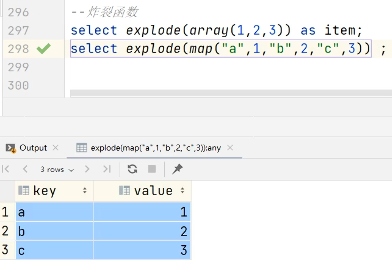 296 --炸裂函数
297 select explode(array(1,2,3)) as item;
298 select explode(map("a",1,"b",2,"c",3)) ;
299
300
Output explode(map("a",1,"b",2,"c",3)):any
3 rows
key value
1 a 1
2 b 2
3 c 3